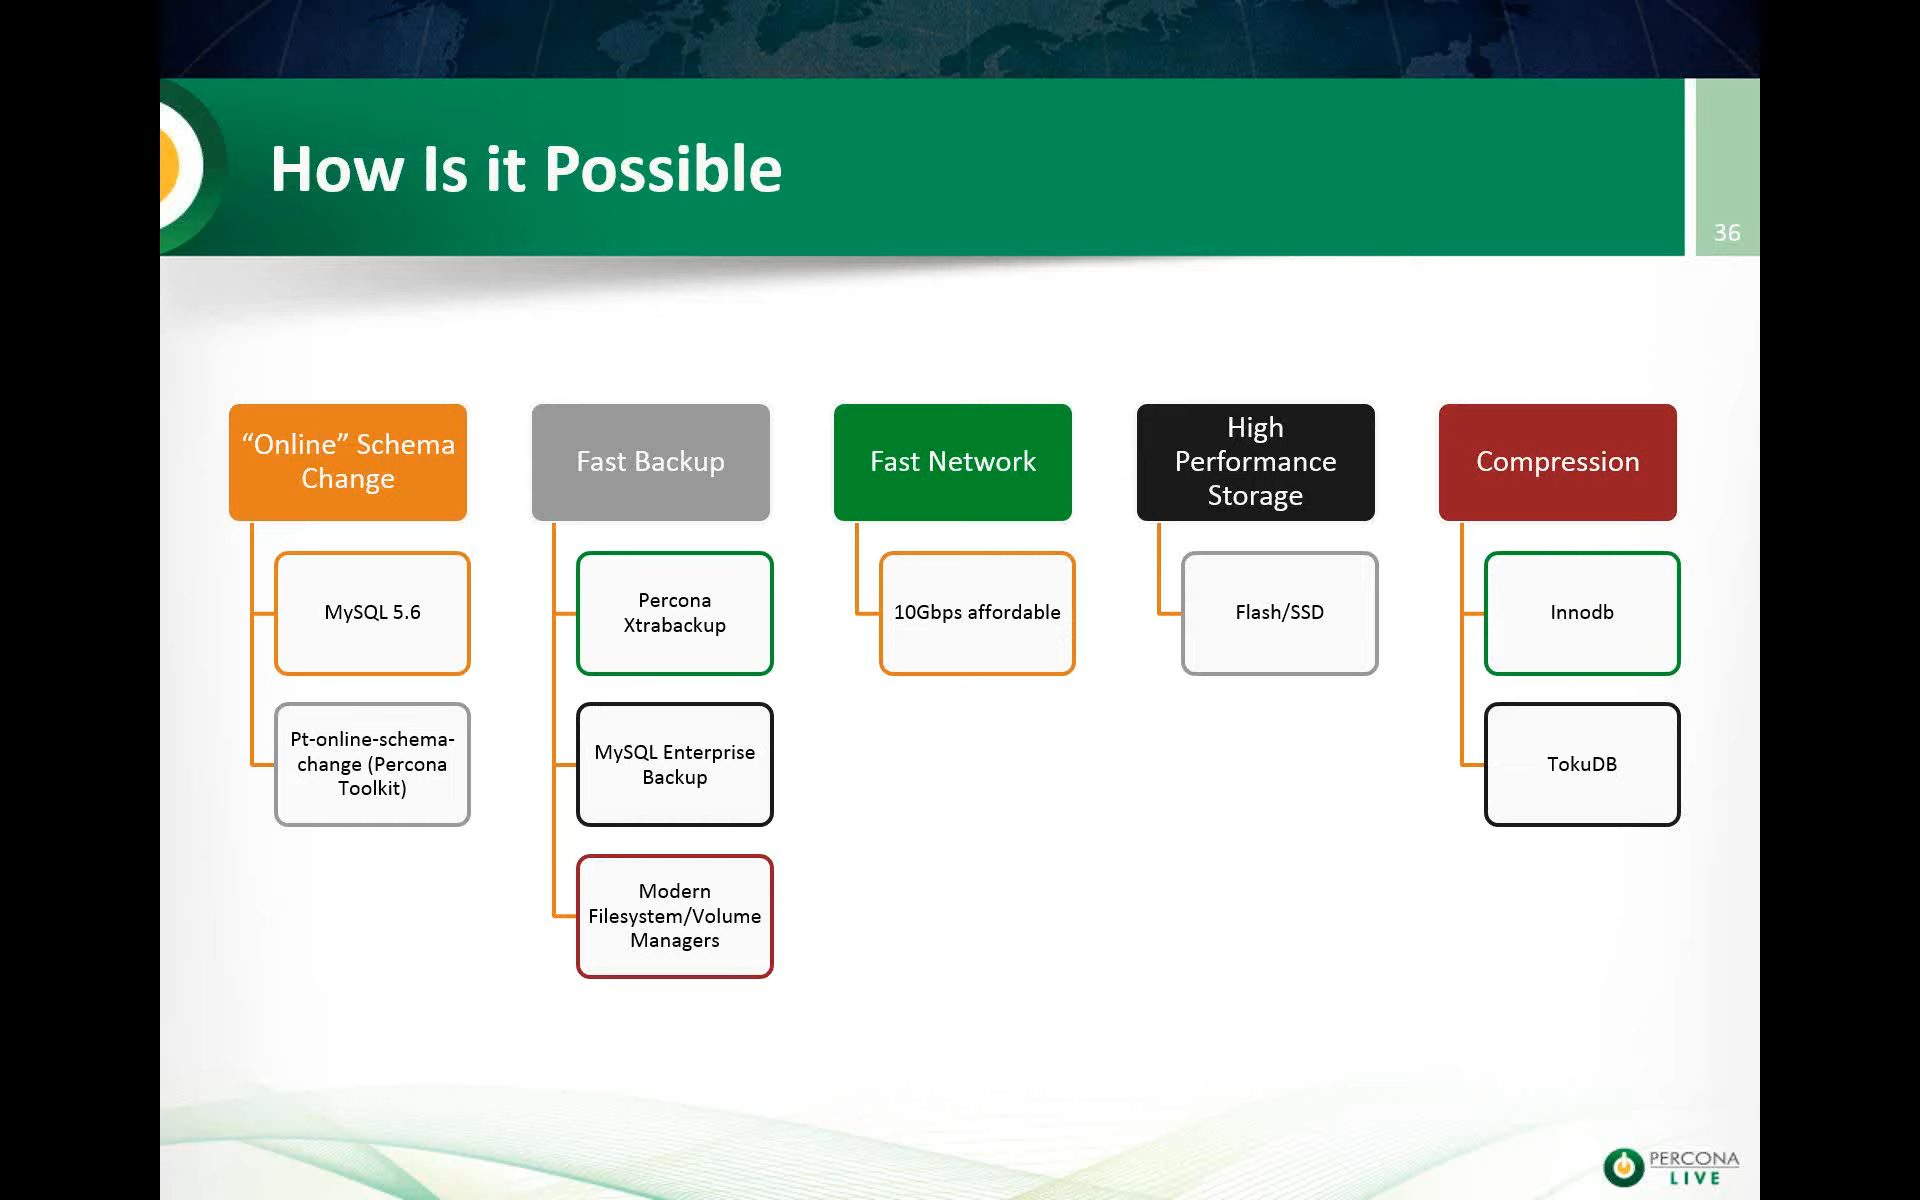 How Is it Possible
36
“Online” Schema
Change
MySQL 5.6
Pt-online-schema-
change (Percona
Toolkit)
Fast Backup
Percona
Xtrabackup
MySQL Enterprise
Backup
Modern
Filesystem/Volume
Managers
Fast Network
10Gbps affordable
High
Performance
Storage
Flash/SSD
Compression
Innodb
TokuDB
PERCONA
LIVE